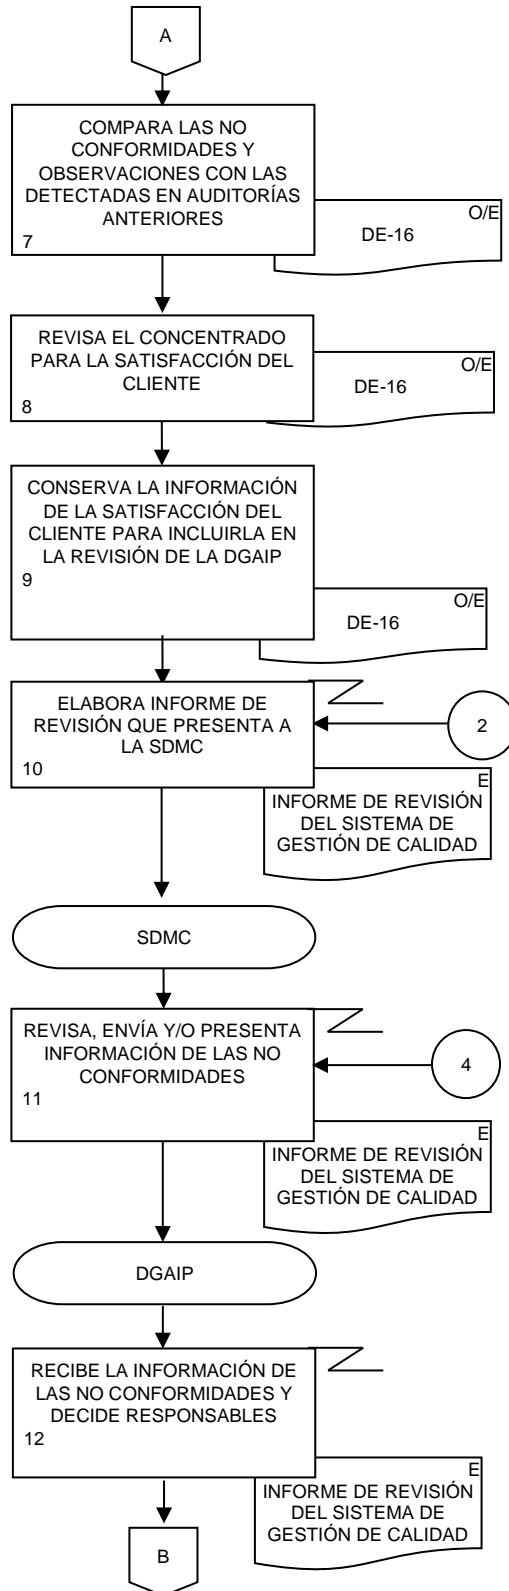 A
COMPARA LAS NO
CONFORMIDADES Y
OBSERVACIONES CON LAS
DETECTADAS EN AUDITORÍAS
ANTERIORES
7
O/E
DE-16
REVISA EL CONCENTRADO
PARA LA SATISFACCIÓN DEL
CLIENTE
8
O/E
DE-16
CONSERVA LA INFORMACIÓN
DE LA SATISFACCIÓN DEL
CLIENTE PARA INCLUIRLA EN
LA REVISIÓN DE LA DGAIP
9
O/E
DE-16
ELABORA INFORME DE
REVISIÓN QUE PRESENTA A
LA SDMC
10
2
E
INFORME DE REVISIÓN
DEL SISTEMA DE
GESTIÓN DE CALIDAD
SDMC
REVISA, ENVÍA Y/O PRESENTA
INFORMACIÓN DE LAS NO
CONFORMIDADES
11
4
E
INFORME DE REVISIÓN
DEL SISTEMA DE
GESTIÓN DE CALIDAD
DGAIP
RECIBE LA INFORMACIÓN DE
LAS NO CONFORMIDADES Y
DECIDE RESPONSABLES
12
E
INFORME DE REVISIÓN
DEL SISTEMA DE
GESTIÓN DE CALIDAD
B